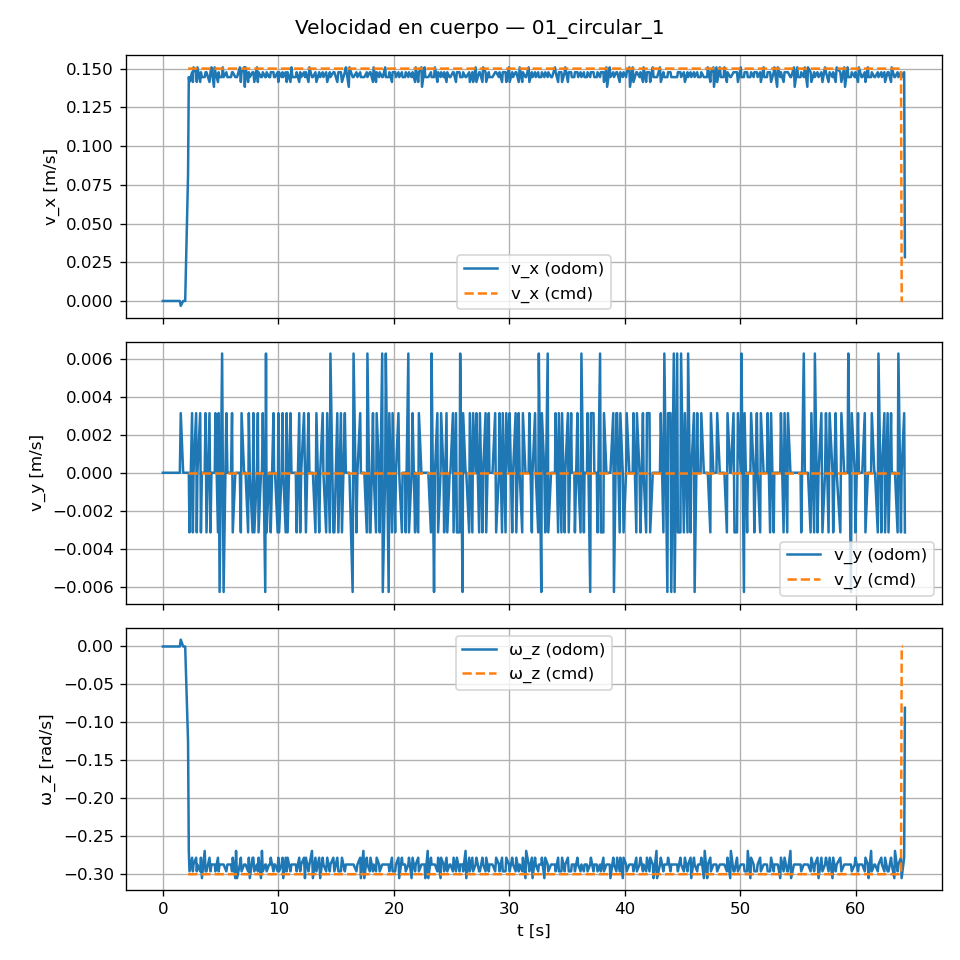 Velocidad en cuerpo — 01_circular_1
0.150
0.125
0.100
0.075
0.050
0.025
0.000
v_x [m/s]
v_x (odom)
v_x (cmd)
0.006
0.004
0.002
0.000
−0.002
−0.004
−0.006
v_y [m/s]
v_y (odom)
v_y (cmd)
0.00
−0.05
−0.10
−0.15
−0.20
−0.25
−0.30
ω_z [rad/s]
ω_z (odom)
ω_z (cmd)
0 10 20 30 40 50 60
t [s]